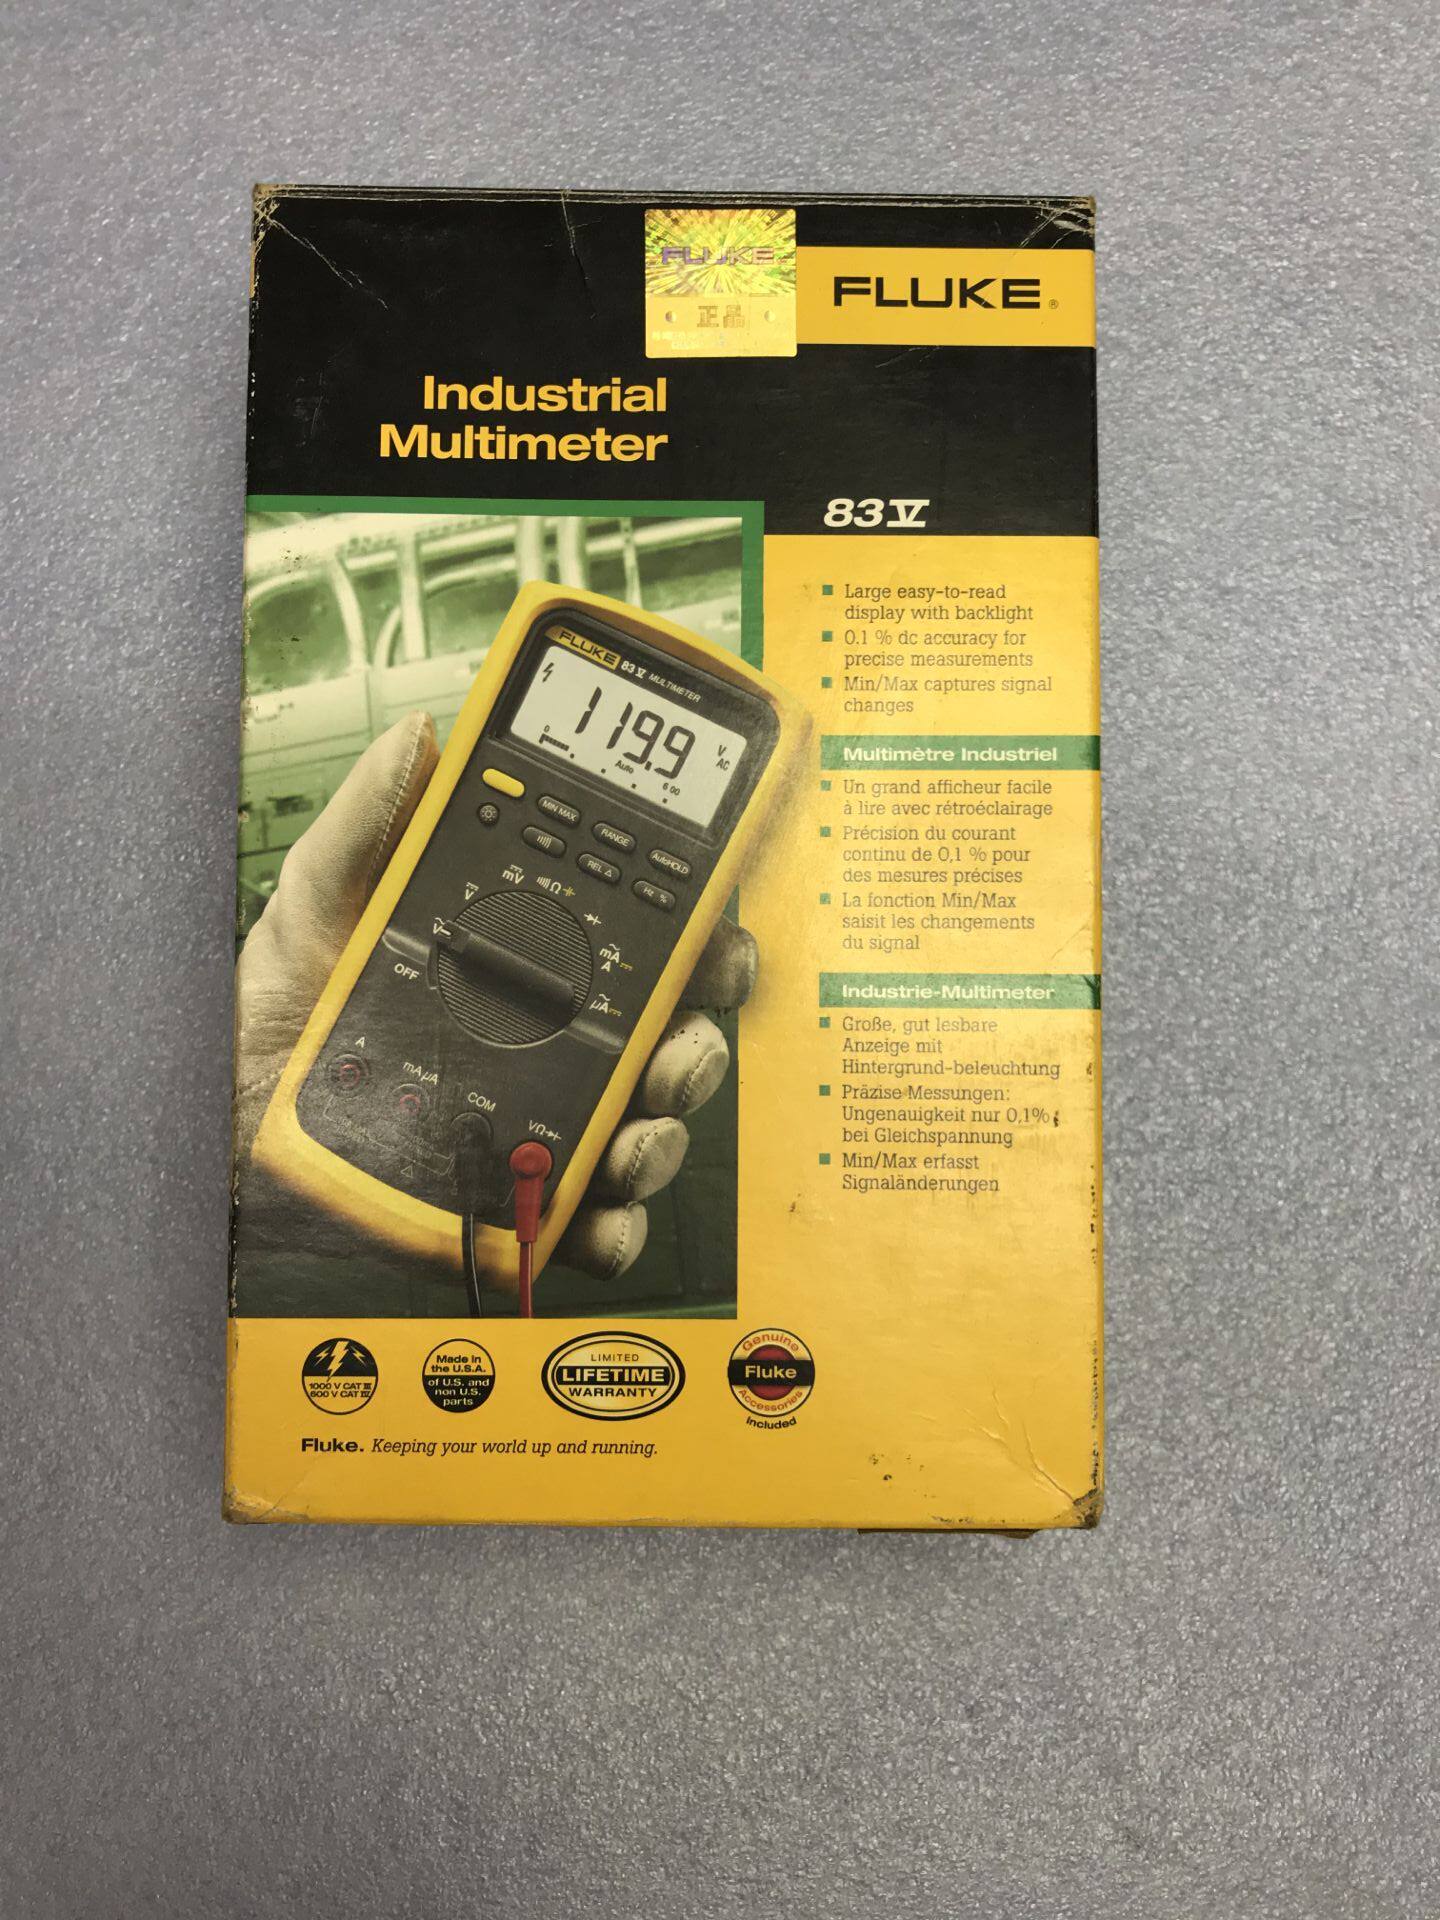 FLUKE
正品
FLUKE®
Industrial
Multimeter
83 V
Large easy-to-read
display with backlight
0.1 % dc accuracy for
precise measurements
Min/Max captures signal
changes
Multimètre Industriel
Un grand afficheur facile
à lire avec rétroéclairage
Précision du courant
continu de 0,1 % pour
des mesures précises
La fonction Min/Max
saisit les changements
du signal
Industrie-Multimeter
Große, gut lesbare
Anzeige mit
Hintergrund-beleuchtung
Präzise Messungen:
Ungenauigkeit nur 0,1%
bei Gleichspannung
Min/Max erfasst
Signaländerungen
FLUKE 83 V MULTIMETER
119.9
V
AC
0
Auto
600
MIN MAX
RANGE
AutoHOLD
REL Δ
Hz %
mV
Ω
V
V
OFF
mA
A
µA
A
mA µA
COM
VΩ
1000 V CAT III
600 V CAT IV
Made in
the U.S.A.
of U.S. and
non U.S.
parts
LIMITED
LIFETIME
WARRANTY
Genuine
Fluke
Accessories
Included
Fluke. Keeping your world up and running.